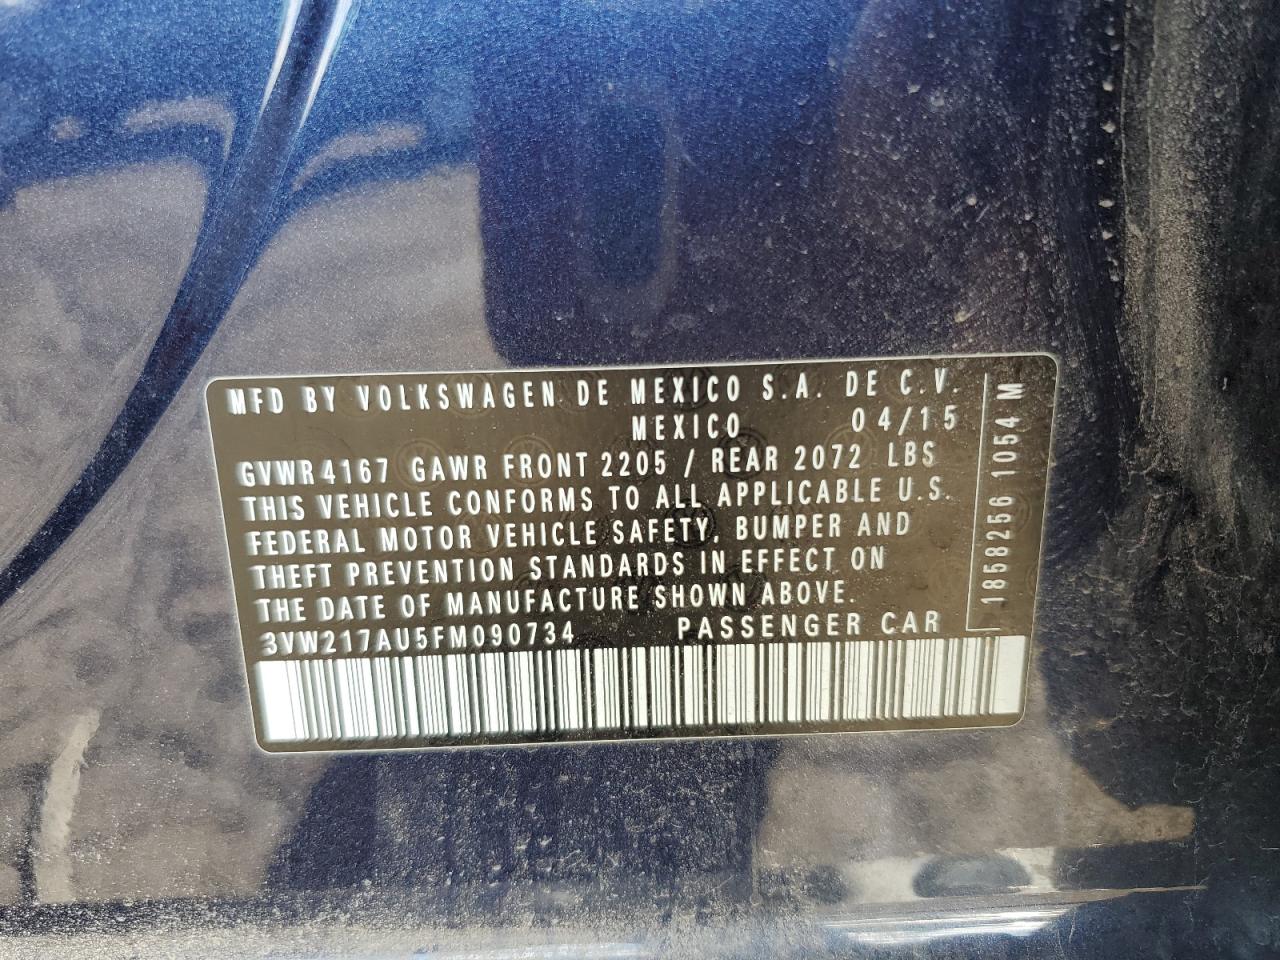 MFD BY VOLKSWAGEN DE MEXICO S.A. DE C.V.
MEXICO 04/15
GVWR 4167 GAWR FRONT 2205 / REAR 2072 LBS
THIS VEHICLE CONFORMS TO ALL APPLICABLE U.S.
FEDERAL MOTOR VEHICLE SAFETY, BUMPER AND
THEFT PREVENTION STANDARDS IN EFFECT ON
THE DATE OF MANUFACTURE SHOWN ABOVE.
3VW217AU5FM090734 PASSENGER CAR
1858256 1054 M